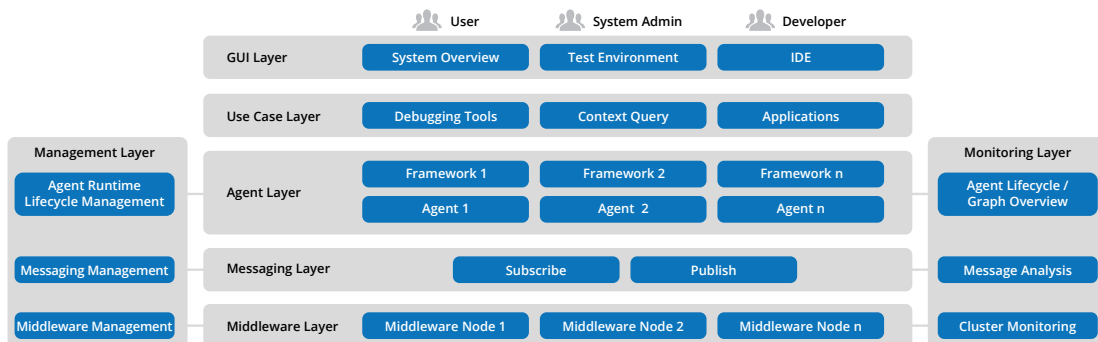 User
System Admin
Developer
GUI Layer
System Overview
Test Environment
IDE
Use Case Layer
Debugging Tools
Context Query
Applications
Management Layer
Agent Runtime
Lifecycle Management
Messaging Management
Middleware Management
Agent Layer
Framework 1
Framework 2
Framework n
Agent 1
Agent 2
Agent n
Messaging Layer
Subscribe
Publish
Middleware Layer
Middleware Node 1
Middleware Node 2
Middleware Node n
Monitoring Layer
Agent Lifecycle /
Graph Overview
Message Analysis
Cluster Monitoring